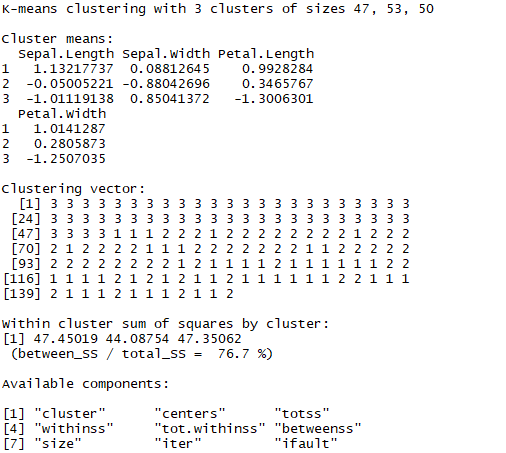 K-means clustering with 3 clusters of sizes 47, 53, 50

Cluster means:
  Sepal.Length Sepal.Width Petal.Length
1   1.13217737  0.08812645    0.9928284
2  -0.05005221 -0.88042696    0.3465767
3  -1.01119138  0.85041372   -1.3006301
  Petal.Width
1   1.0141287
2   0.2805873
3  -1.2507035

Clustering vector:
  [1] 3 3 3 3 3 3 3 3 3 3 3 3 3 3 3 3 3 3 3 3 3 3 3
 [24] 3 3 3 3 3 3 3 3 3 3 3 3 3 3 3 3 3 3 3 3 3 3 3
 [47] 3 3 3 3 1 1 1 2 2 2 1 2 2 2 2 2 2 2 2 1 2 2 2
 [70] 2 1 2 2 2 2 1 1 1 2 2 2 2 2 2 2 1 1 2 2 2 2 2
 [93] 2 2 2 2 2 2 2 2 1 2 1 1 1 1 2 1 1 1 1 1 1 2 2
[116] 1 1 1 1 2 1 2 1 2 1 1 2 1 1 1 1 1 1 2 2 1 1 1
[139] 2 1 1 1 2 1 1 1 2 1 1 2

Within cluster sum of squares by cluster:
[1] 47.45019 44.08754 47.35062
 (between_SS / total_SS =  76.7 %)

Available components:

[1] "cluster"      "centers"      "totss"
[4] "withinss"     "tot.withinss" "betweenss"
[7] "size"         "iter"         "ifault"